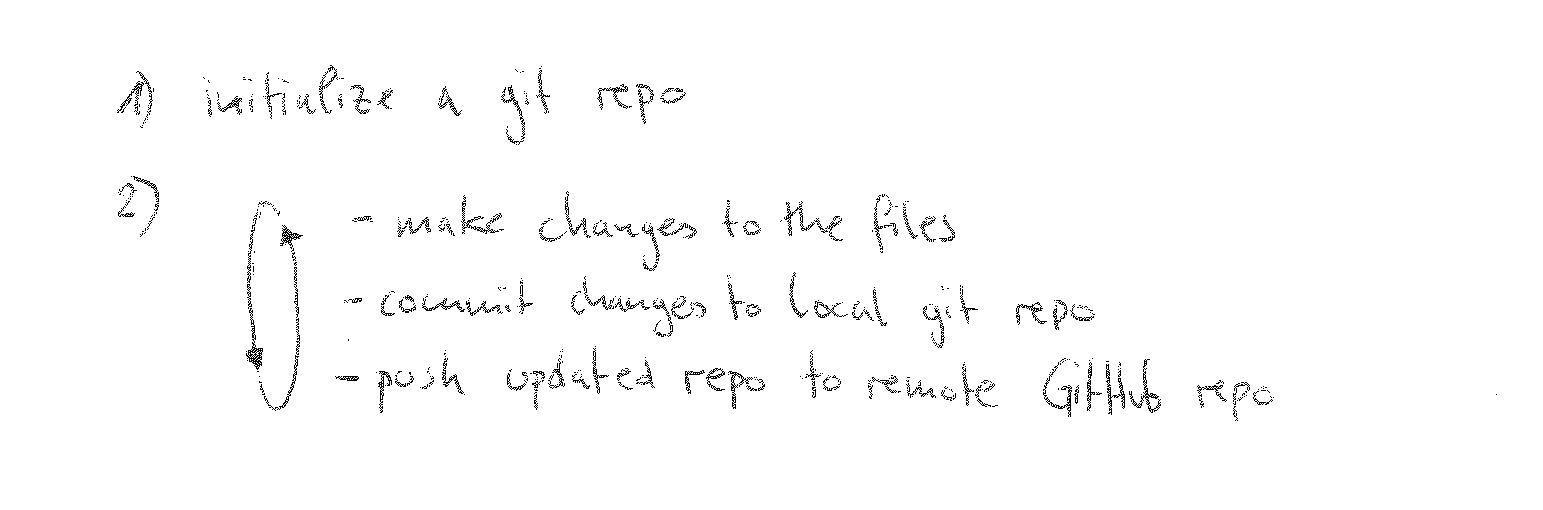 1) initialize a git repo
2)
- make changes to the files
- commit changes to local git repo
- push updated repo to remote GitHub repo